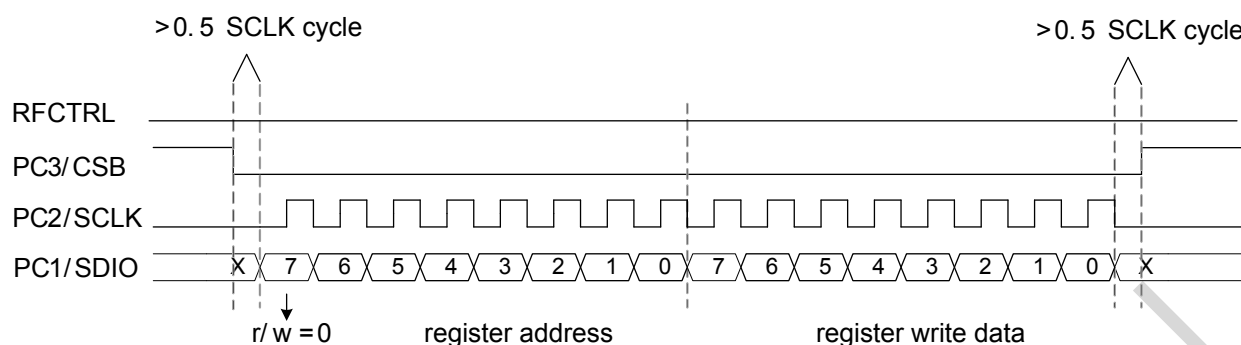 >0.5 SCLK cycle >0.5 SCLK cycle
RFCTRL
PC3/CSB
PC2/SCLK
PC1/SDIO X 7 6 5 4 3 2 1 0 7 6 5 4 3 2 1 0 X
r/w=0 register address register write data